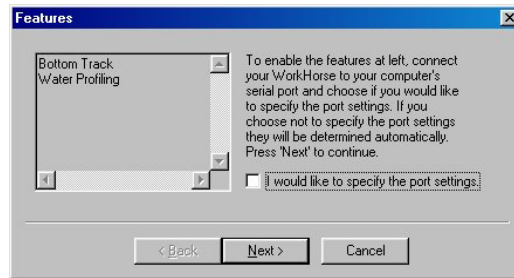 Features
Bottom Track
Water Profiling
To enable the features at left, connect
your WorkHorse to your computer's
serial port and choose if you would like
to specify the port settings. If you
choose not to specify the port settings
they will be determined automatically.
Press 'Next' to continue.
I would like to specify the port settings.
< Back
Next >
Cancel